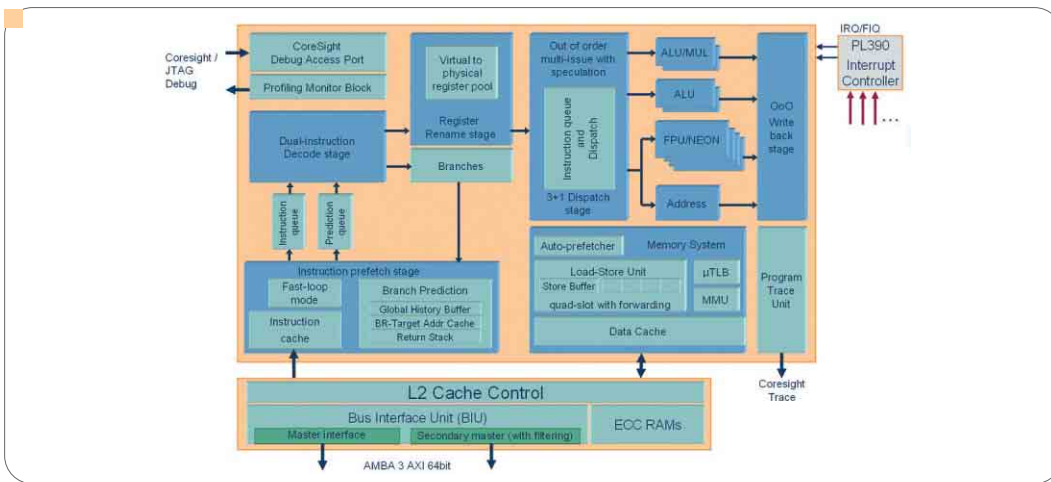 Coresight /
JTAG
Debug
CoreSight
Debug Access Port
Profiling Monitor Block
Dual-instruction
Decode stage
Instruction
queue
Prediction
queue
Virtual to
physical
register pool
Register
Rename stage
Branches
Out of order
multi-issue with
speculation
Instruction queue
and
Dispatch
3+1 Dispatch
stage
ALU/MUL
ALU
FPU/NEON
Address
OoO
Write
back
stage
IRQ/FIQ
PL390
Interrupt
Controller
...
Instruction prefetch stage
Fast-loop
mode
Instruction
cache
Branch Prediction
Global History Buffer
BR-Target Addr Cache
Return Stack
Auto-prefetcher
Memory System
Load-Store Unit
Store Buffer
quad-slot with forwarding
µTLB
MMU
Data Cache
Program
Trace
Unit
Coresight
Trace
L2 Cache Control
Bus Interface Unit (BIU)
Master interface
Secondary master (with filtering)
ECC RAMs
AMBA 3 AXI 64bit